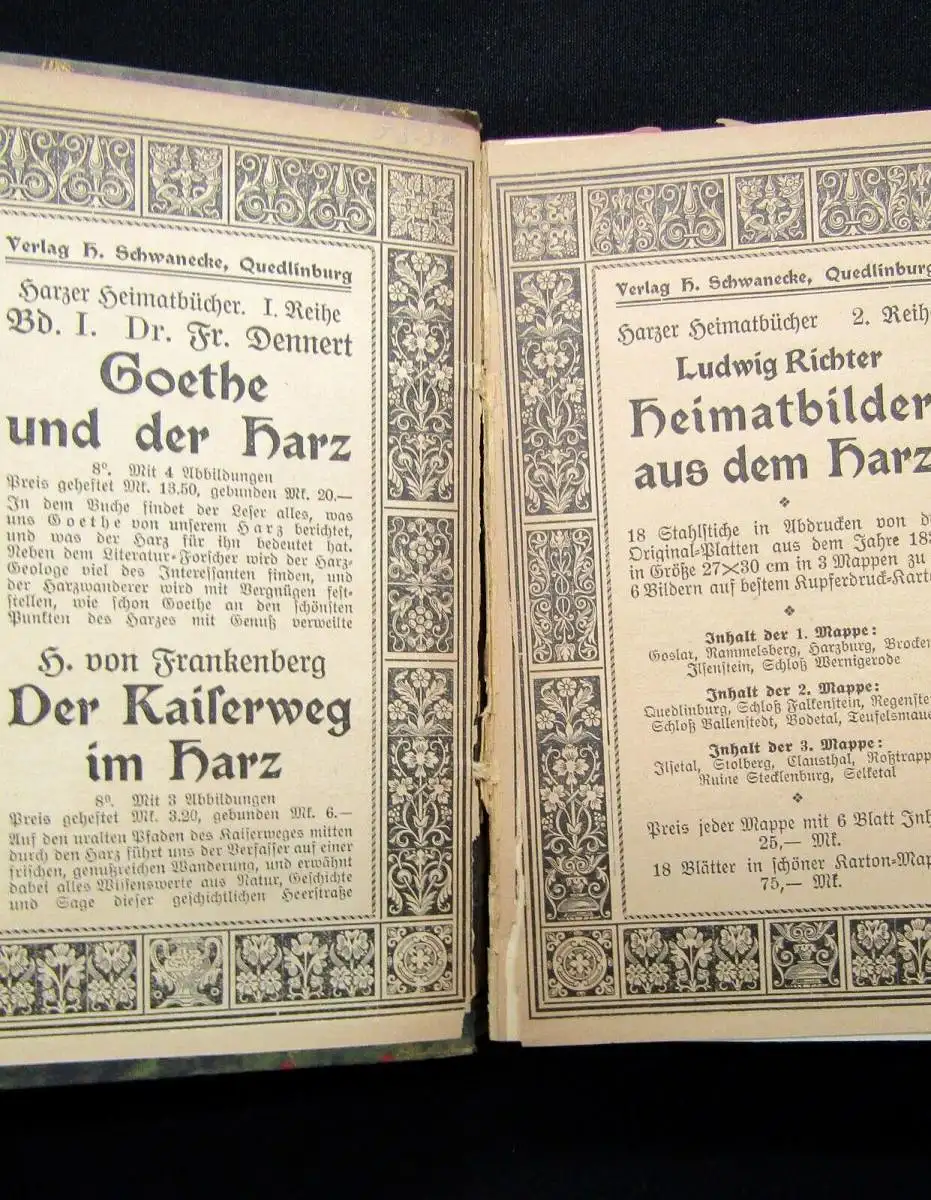 Verlag H. Schwanecke, Quedlinburg
Harzer Heimatbücher. I. Reihe
Bd. I. Dr. Fr. Dennert
Goethe
und der Harz
8º. Mit 4 Abbildungen
Preis geheftet Mk. 13.50, gebunden Mk. 20.—
In dem Buche findet der Leſer alles, was
uns Goethe von unſerem Harz berichtet,
und was der Harz für ihn bedeutet hat.
Neben dem Literatur-Forſcher wird der Harz-
Geologe viel des Intereſſanten finden, und
der Harzwanderer wird mit Vergnügen feſt-
ſtellen, wie ſchon Goethe an den ſchönſten
Punkten des Harzes mit Genuß verweilte
H. von Frankenberg
Der Kaiſerweg
im Harz
8º. Mit 3 Abbildungen
Preis geheftet Mk. 3.20, gebunden Mk. 6.—
Auf den uralten Pfaden des Kaiſerweges mitten
durch den Harz führt uns der Verfaſſer auf einer
friſchen, genußreichen Wanderung, und erwähnt
dabei alles Wiſſenswerte aus Natur, Geſchichte
und Sage dieſer geſchichtlichen Heerſtraße
Verlag H. Schwanecke, Quedlinburg
Harzer Heimatbücher 2. Reihe
Ludwig Richter
Heimatbilder
aus dem Harz
18 Stahlſtiche in Abdrucken von
Original-Platten aus dem Jahre
in Größe 27×30 cm in 3 Mappen zu
6 Bildern auf beſtem Kupferdruck-Karto
Inhalt der 1. Mappe:
Goslar, Rammelsberg, Harzburg, Brocken
Ilſenſtein, Schloß Wernigerode
Inhalt der 2. Mappe:
Quedlinburg, Schloß Falkenſtein, Regenſtei
Schloß Ballenſtedt, Bodetal, Teufelsmaue
Inhalt der 3. Mappe:
Ilſetal, Stolberg, Clausthal, Roßtrapp
Ruine Stecklenburg, Selketal
Preis jeder Mappe mit 6 Blatt Inh
25,— Mk.
18 Blätter in ſchöner Karton-Map
75,— Mk.